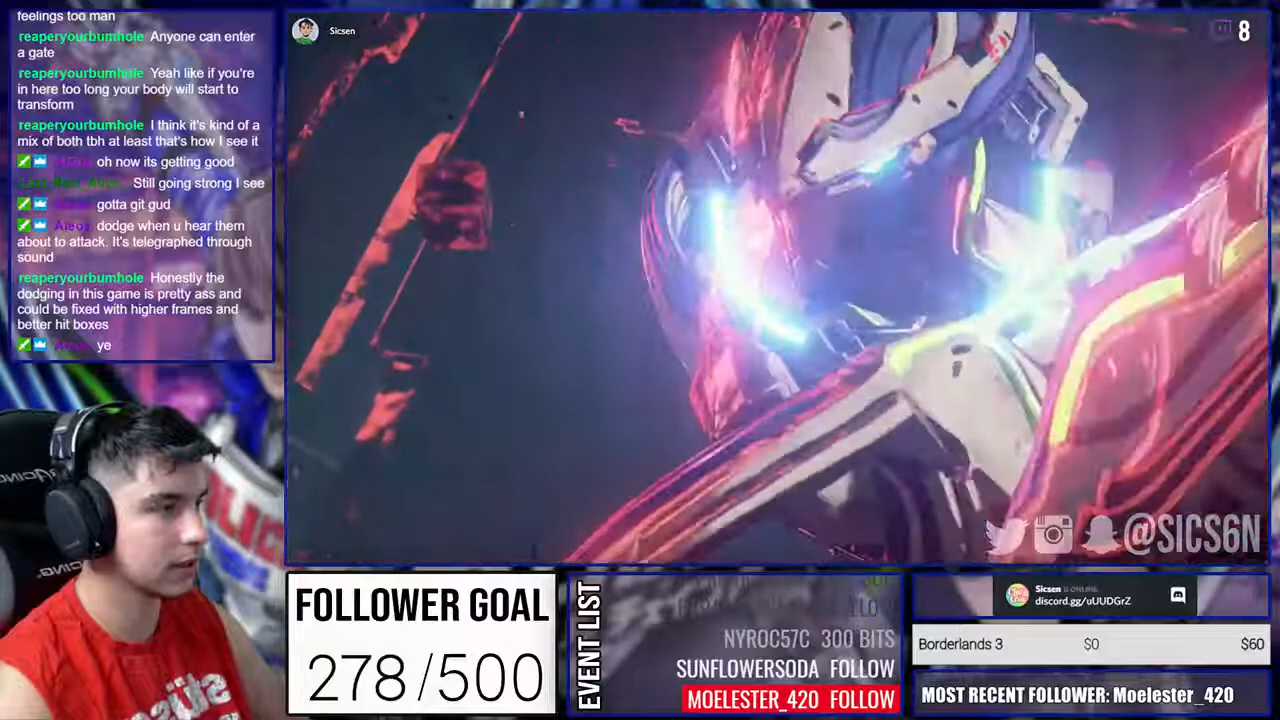 feelings too man
reaperyourbumhole Anyone can enter
a gate
reaperyourbumhole Yeah like if you're
in here too long your body will start to
transform
reaperyourbumhole I think it's kind of a
mix of both tbh at least that's how I see it
oh now its getting good
Still going strong I see
gotta git gud
dodge when u hear them
about to attack. It's telegraphed through
sound
reaperyourbumhole Honestly the
dodging in this game is pretty ass and
could be fixed with higher frames and
better hit boxes
ye
Sicsen
8
@SICS6N
FOLLOWER GOAL
278/500
EVENT LIST
NYROC57C 300 BITS
SUNFLOWERSODA FOLLOW
MOELESTER_420 FOLLOW
Sicsen
discord.gg/uUUDGrZ
Borderlands 3 $0 $60
MOST RECENT FOLLOWER: Moelester_420